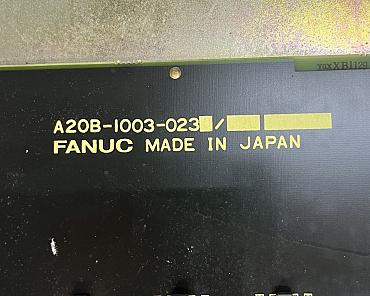 A20B-1003-023 /
FANUC MADE IN JAPAN